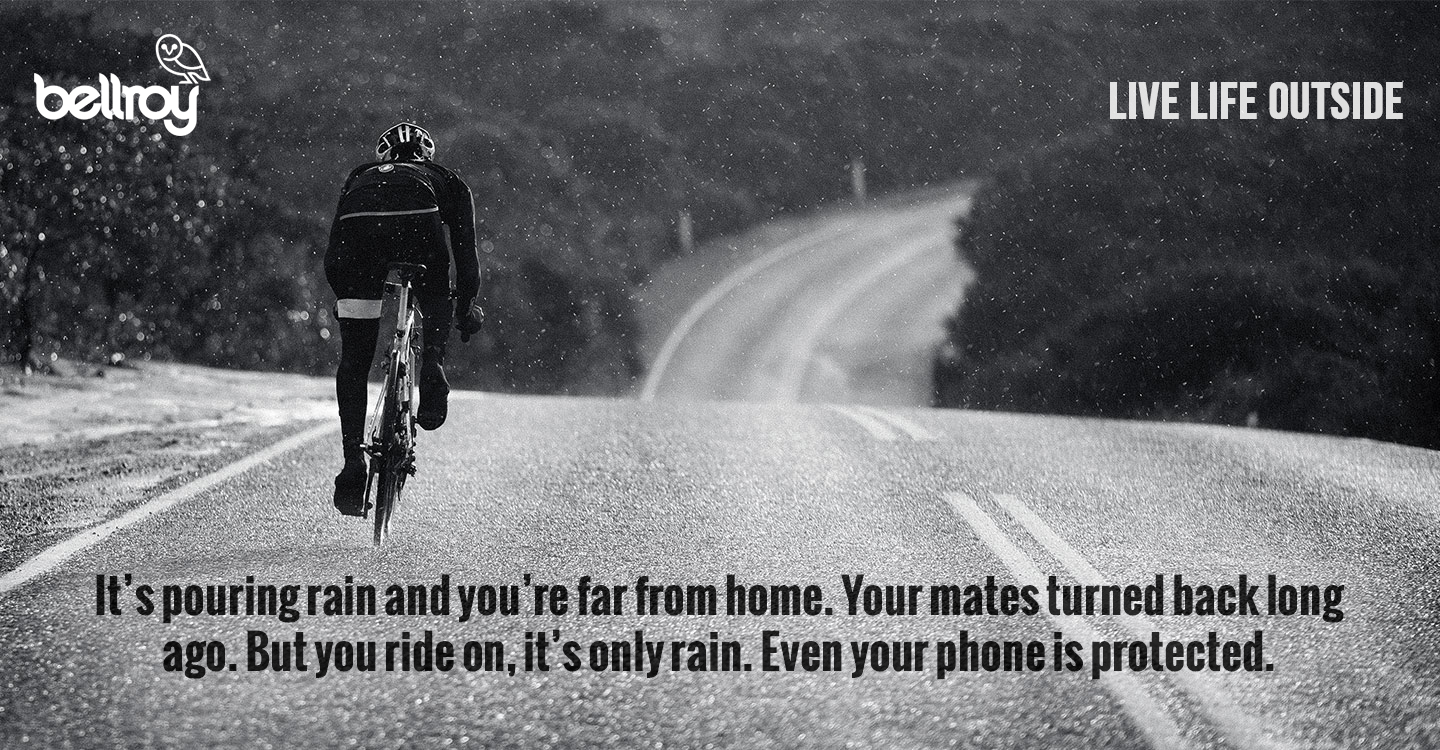 bellroy
LIVE LIFE OUTSIDE
It’s pouring rain and you’re far from home. Your mates turned back long
ago. But you ride on, it’s only rain. Even your phone is protected.